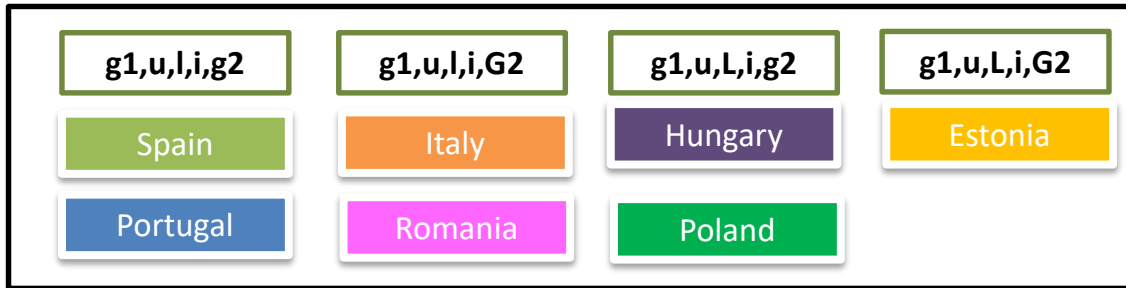 g1,u,l,i,g2
g1,u,l,i,G2
g1,u,L,i,g2
g1,u,L,i,G2
Spain
Italy
Hungary
Estonia
Portugal
Romania
Poland